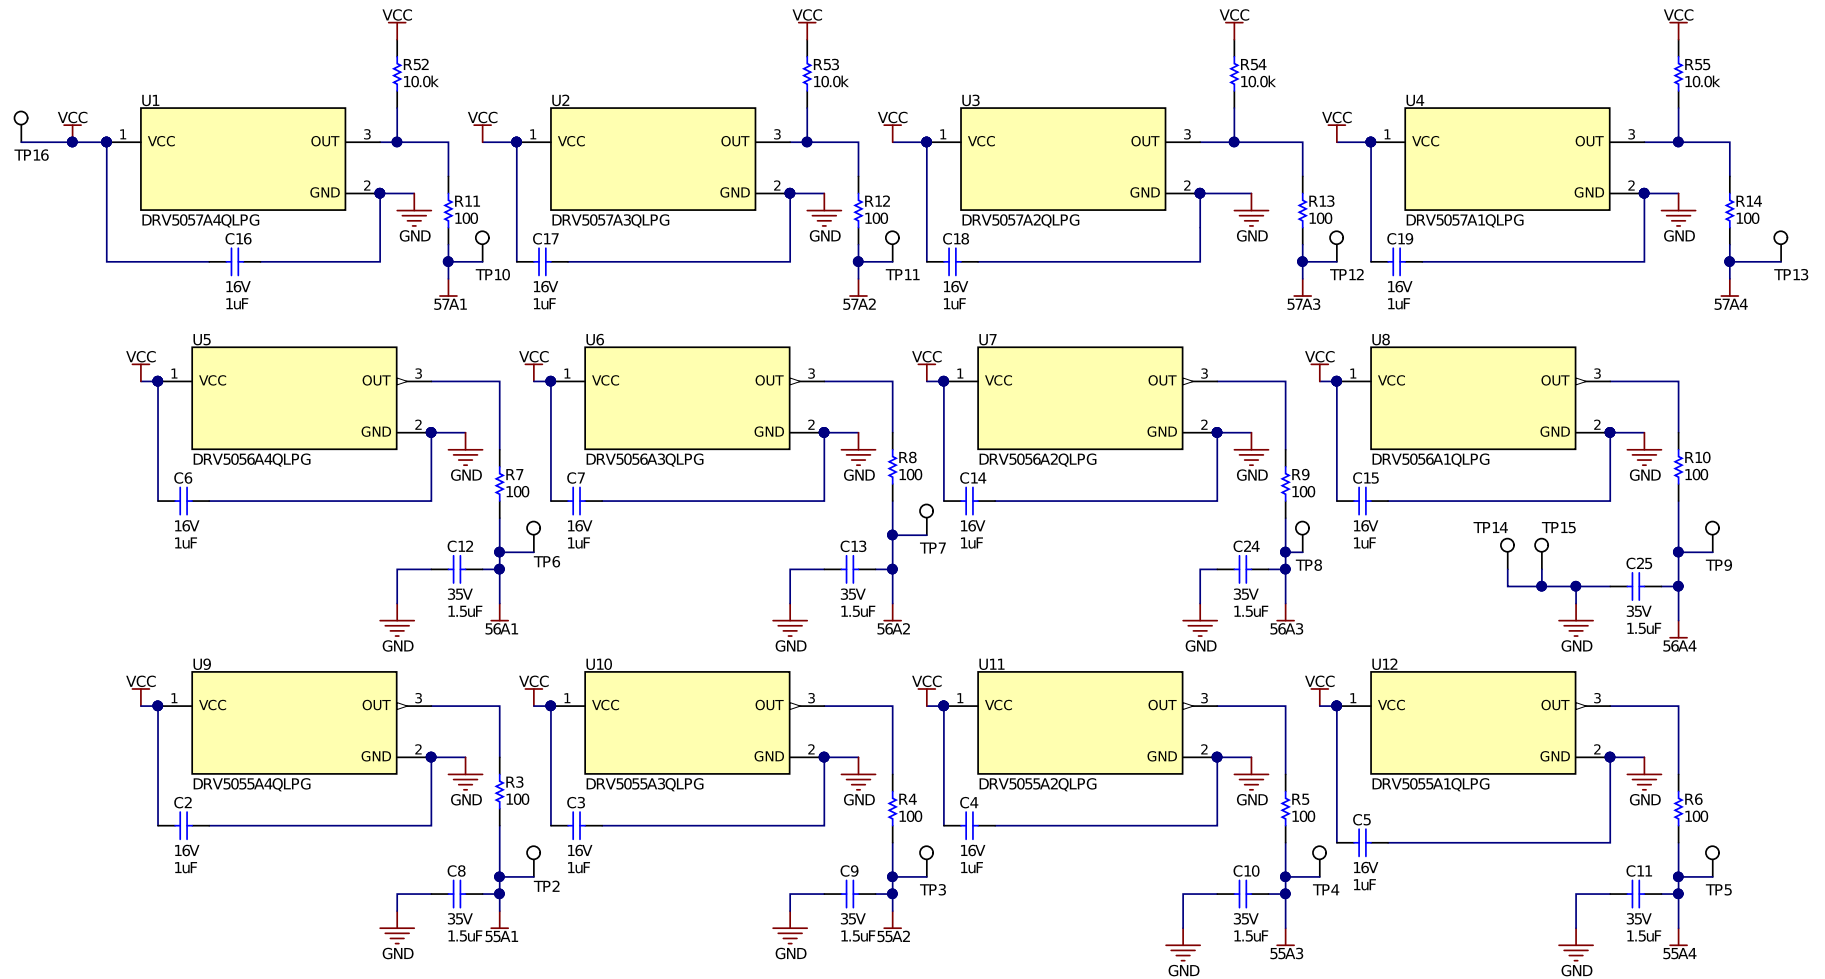 VCC
VCC
VCC
VCC
R52
10.0k
R53
10.0k
R54
10.0k
R55
10.0k
TP16
VCC
U1
1
VCC
OUT
3
GND
2
GND
DRV5057A4QLPG
R11
100
C16
16V
1uF
TP10
57A1
VCC
U2
1
VCC
OUT
3
GND
2
GND
DRV5057A3QLPG
R12
100
C17
16V
1uF
TP11
57A2
VCC
U3
1
VCC
OUT
3
GND
2
GND
DRV5057A2QLPG
R13
100
C18
16V
1uF
TP12
57A3
VCC
U4
1
VCC
OUT
3
GND
2
GND
DRV5057A1QLPG
R14
100
C19
16V
1uF
TP13
57A4
VCC
U5
1
VCC
OUT
3
GND
2
GND
DRV5056A4QLPG
R7
100
C6
16V
1uF
TP6
C12
35V
1.5uF
GND
56A1
VCC
U6
1
VCC
OUT
3
GND
2
GND
DRV5056A3QLPG
R8
100
C7
16V
1uF
TP7
C13
35V
1.5uF
GND
56A2
VCC
U7
1
VCC
OUT
3
GND
2
GND
DRV5056A2QLPG
R9
100
C14
16V
1uF
TP8
C24
35V
1.5uF
GND
56A3
VCC
U8
1
VCC
OUT
3
GND
2
GND
DRV5056A1QLPG
R10
100
C15
16V
1uF
TP14
TP15
TP9
C25
35V
1.5uF
GND
56A4
VCC
U9
1
VCC
OUT
3
GND
2
GND
DRV5055A4QLPG
R3
100
C2
16V
1uF
TP2
C8
35V
1.5uF
GND
55A1
VCC
U10
1
VCC
OUT
3
GND
2
GND
DRV5055A3QLPG
R4
100
C3
16V
1uF
TP3
C9
35V
1.5uF
GND
55A2
VCC
U11
1
VCC
OUT
3
GND
2
GND
DRV5055A2QLPG
R5
100
C4
16V
1uF
TP4
C10
35V
1.5uF
GND
55A3
VCC
U12
1
VCC
OUT
3
GND
2
GND
DRV5055A1QLPG
R6
100
C5
16V
1uF
TP5
C11
35V
1.5uF
GND
55A4